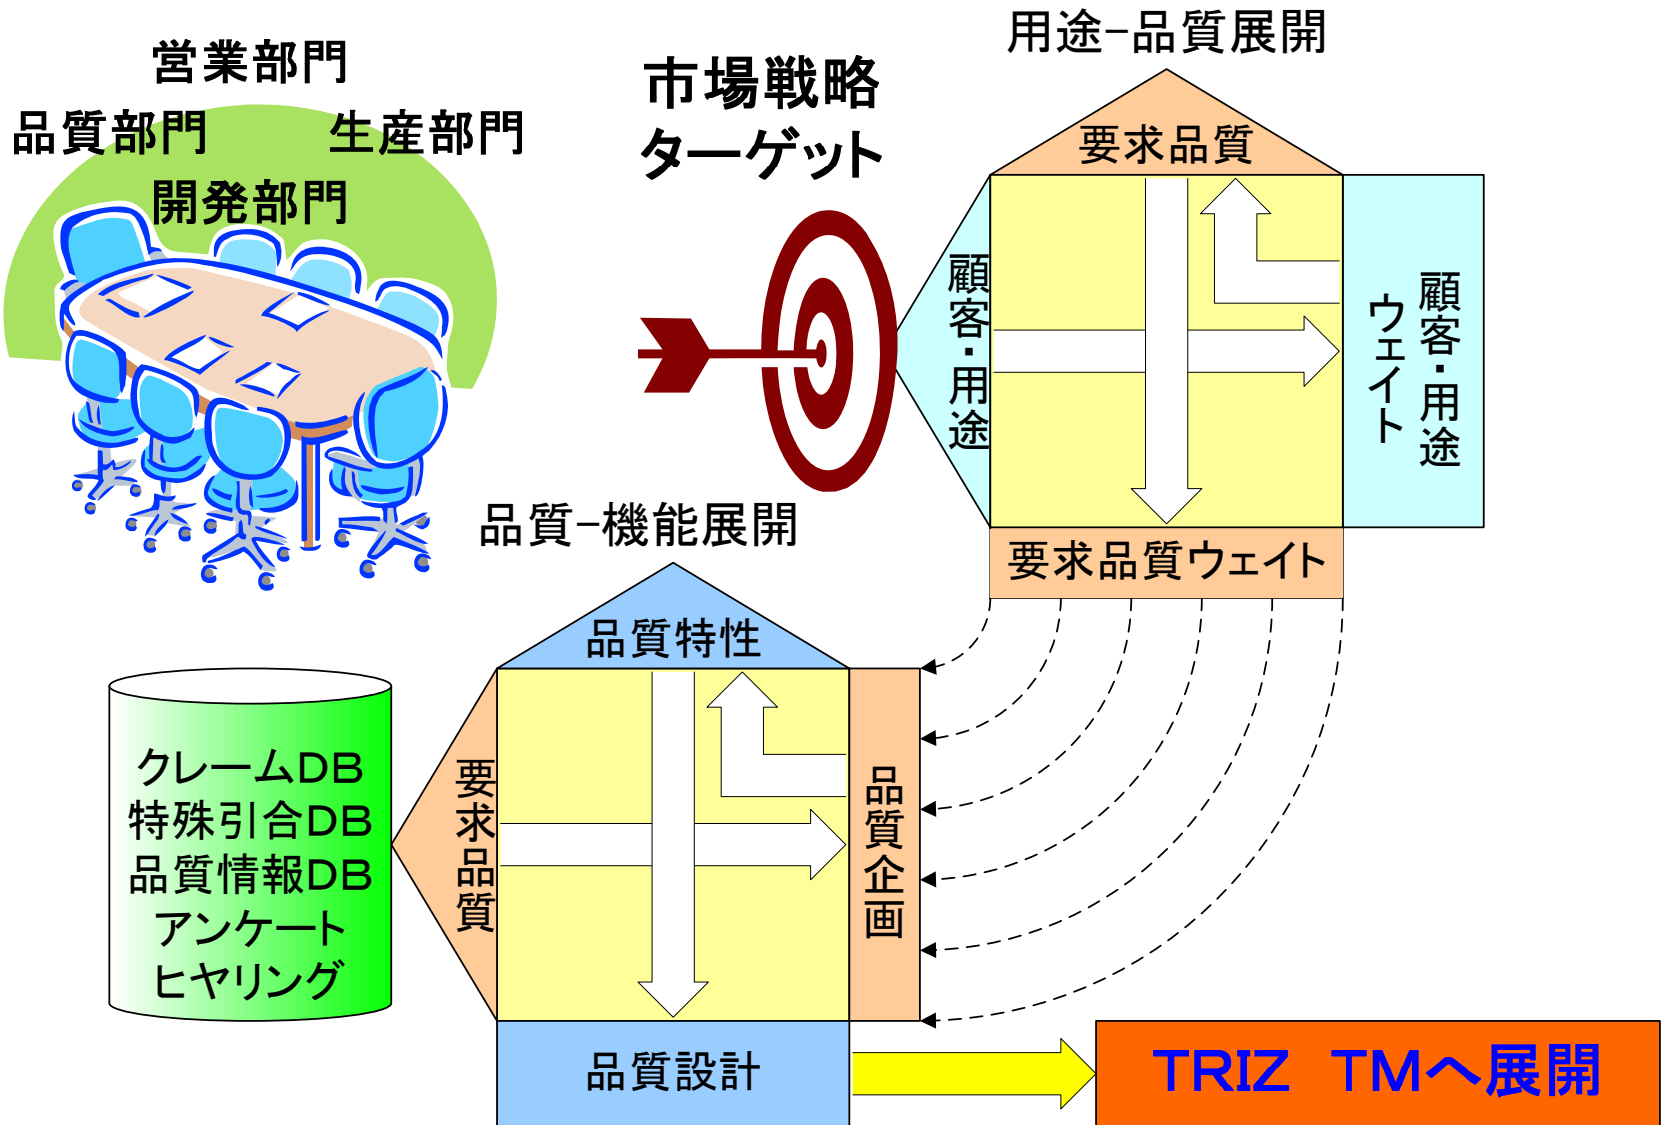 営業部門
品質部門
生産部門
開発部門
市場戦略
ターゲット
用途−品質展開
要求品質
顧客・用途
顧客・用途
ウェイト
要求品質ウェイト
品質−機能展開
品質特性
要求品質
品質企画
品質設計
クレームＤＢ
特殊引合ＤＢ
品質情報ＤＢ
アンケート
ヒヤリング
ＴＲＩＺ　ＴＭへ展開